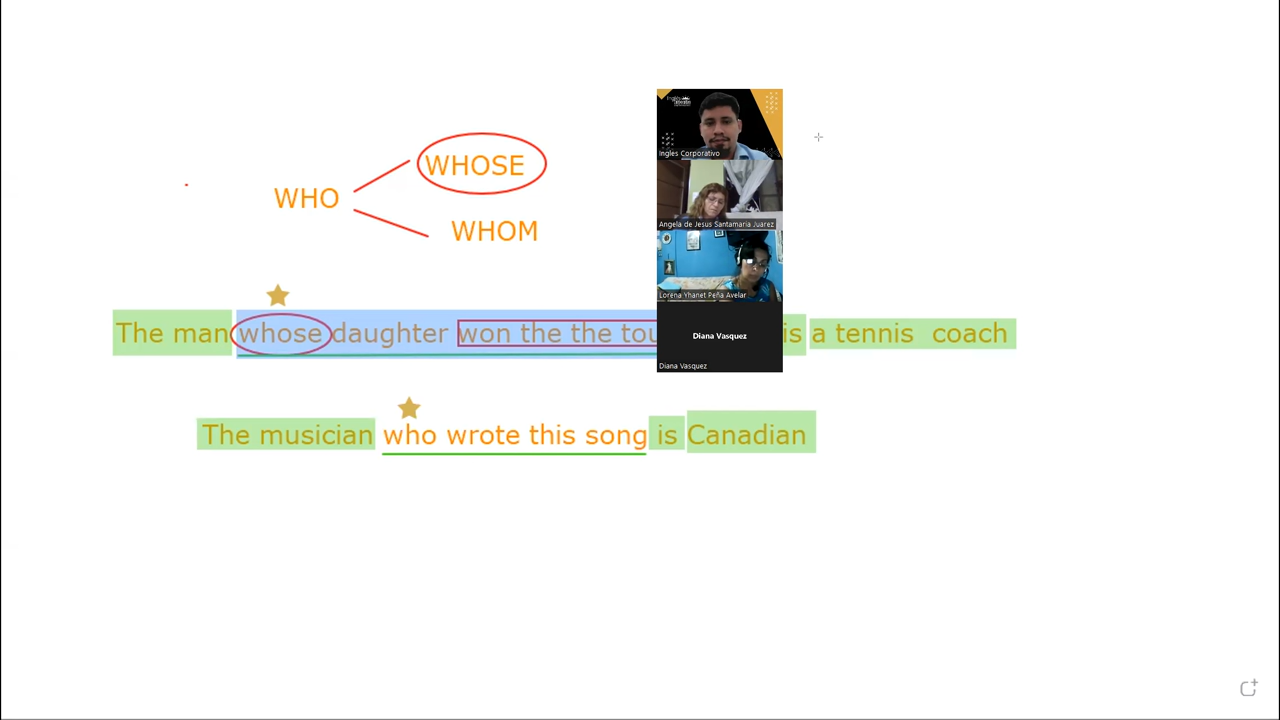 WHOSE
WHO
WHOM
Ingles Corporativo
Angela de Jesus Santamaria Juarez
Lorena Yhanet Peña Avelar
Diana Vasquez
Diana Vasquez
The man whose daughter won the the is a tennis coach
The musician who wrote this song is Canadian